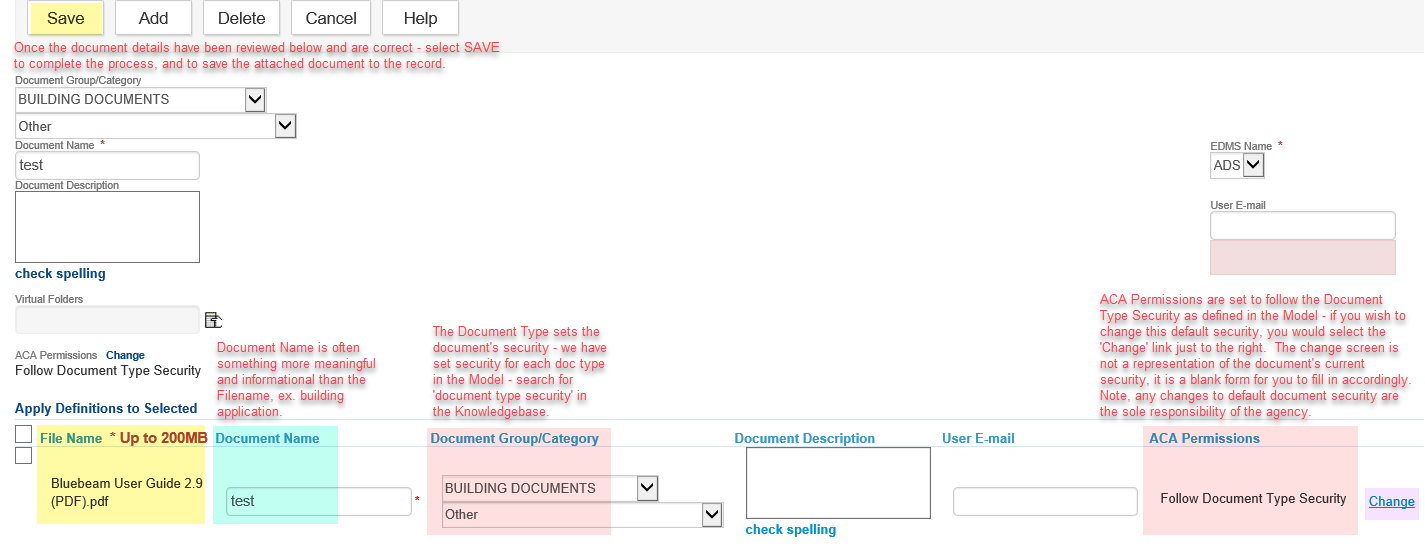 Save Add Delete Cancel Help
Once the document details have been reviewed below and are correct - select SAVE
to complete the process, and to save the attached document to the record.
Document Group/Category
BUILDING DOCUMENTS
Other
Document Name *
test
Document Description
check spelling
EDMS Name *
ADS
User E-mail
Virtual Folders
ACA Permissions Change
Follow Document Type Security
Document Name is often
something more meaningful
and informational than the
Filename, ex. building
application.
The Document Type sets the
document's security - we have
set security for each doc type
in the Model - search for
'document type security' in
the Knowledgebase.
ACA Permissions are set to follow the Document
Type Security as defined in the Model - if you wish to
change this default security, you would select the
'Change' link just to the right. The change screen is
not a representation of the document's current
security, it is a blank form for you to fill in accordingly.
Note, any changes to default document security are
the sole responsibility of the agency.
Apply Definitions to Selected
File Name * Up to 200MB Document Name Document Group/Category Document Description User E-mail ACA Permissions
Bluebeam User Guide 2.9
(PDF).pdf
test *
BUILDING DOCUMENTS
Other
check spelling
Follow Document Type Security Change